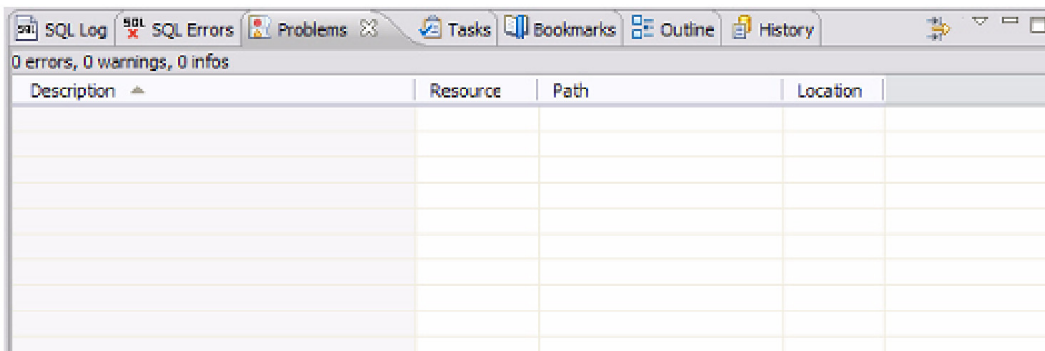 SQL Log SQL Errors Problems Tasks Bookmarks Outline History
0 errors, 0 warnings, 0 infos
Description Resource Path Location